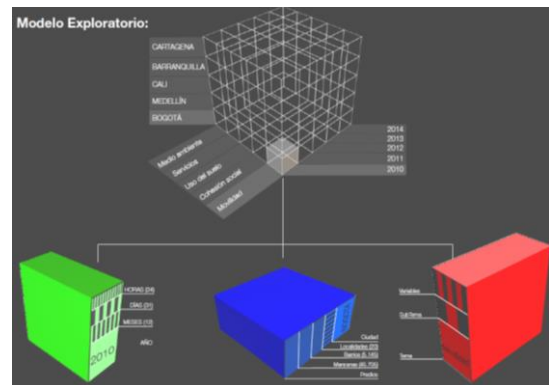 Modelo Exploratorio:
CARTAGENA
BARRANQUILLA
CALI
MEDELLÍN
BOGOTÁ
Medio ambiente
Servicios
Uso del suelo
Cohesión social
Movilidad
2014
2013
2012
2011
2010
HORAS (24)
DÍAS (31)
MESES (12)
AÑO
2010
Ciudad
Localidades (20)
Barrios (5,145)
Manzanas
Predios
Variables
SubTema
Tema